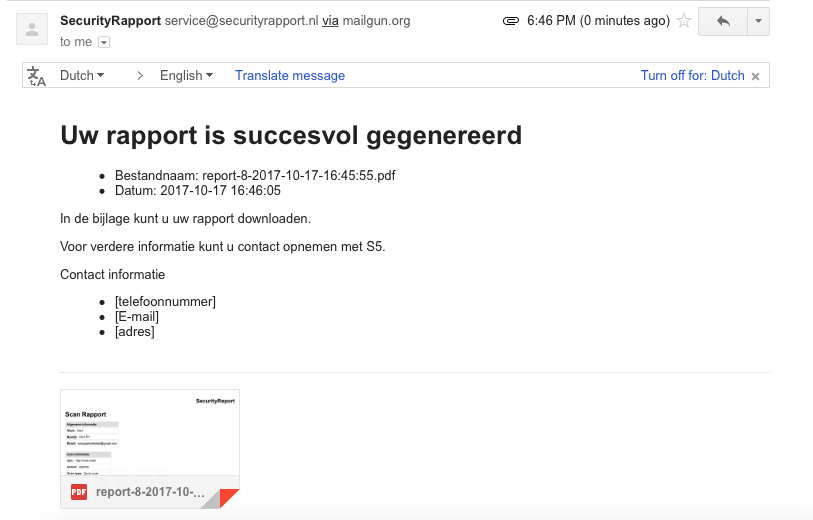 SecurityRapport service@securityrapport.nl via mailgun.org 6:46 PM (0 minutes ago)
to me
Dutch English Translate message Turn off for: Dutch ×
Uw rapport is succesvol gegenereerd
• Bestandnaam: report-8-2017-10-17-16:45:55.pdf
• Datum: 2017-10-17 16:46:05
In de bijlage kunt u uw rapport downloaden.
Voor verdere informatie kunt u contact opnemen met S5.
Contact informatie
• [telefoonnummer]
• [E-mail]
• [adres]
SecurityRaport
Scan Rapport
PDF report-8-2017-10-...